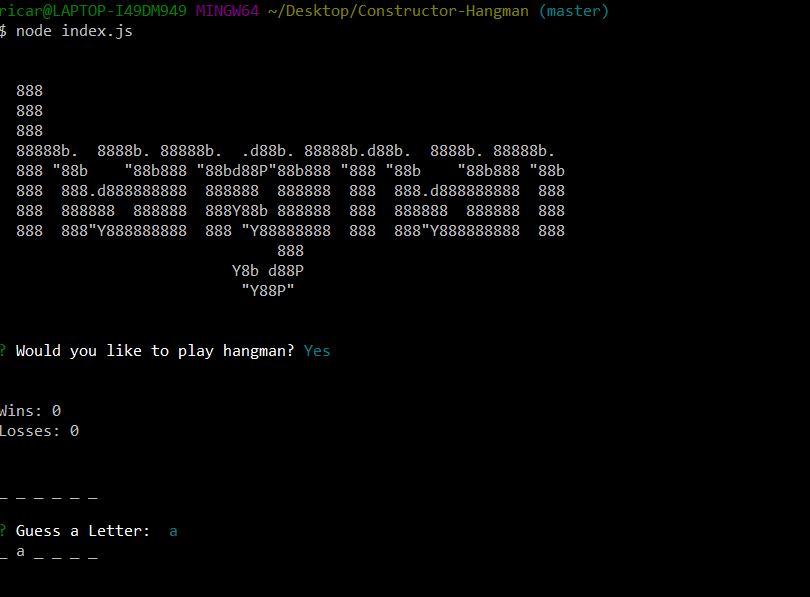 ricar@LAPTOP-I49DM949 MINGW64 ~/Desktop/Constructor-Hangman (master)
$ node index.js
  888
  888
  888
  88888b.  8888b. 88888b.  .d88b. 88888b.d88b.  8888b. 88888b.
  888 "88b    "88b888 "88bd88P"88b888 "888 "88b    "88b888 "88b
  888  888.d888888888  888888  888888  888  888.d888888888  888
  888  888888  888888  888Y88b 888888  888  888888  888888  888
  888  888"Y888888888  888 "Y88888888  888  888"Y888888888  888
                               888
                          Y8b d88P
                           "Y88P"
? Would you like to play hangman? Yes
Wins: 0
Losses: 0
_ _ _ _ _ _
? Guess a Letter:  a
_ a _ _ _ _